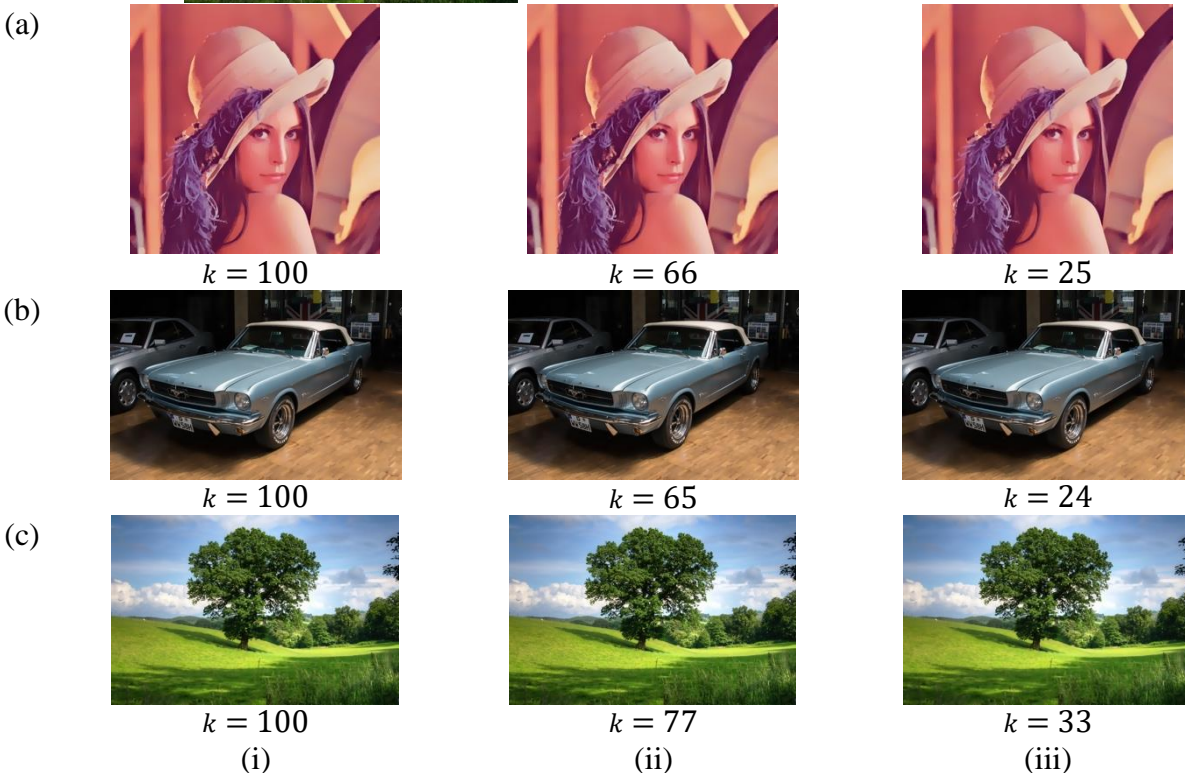 (a)
k = 100
k = 66
k = 25
(b)
k = 100
k = 65
k = 24
(c)
k = 100
k = 77
k = 33
(i)
(ii)
(iii)